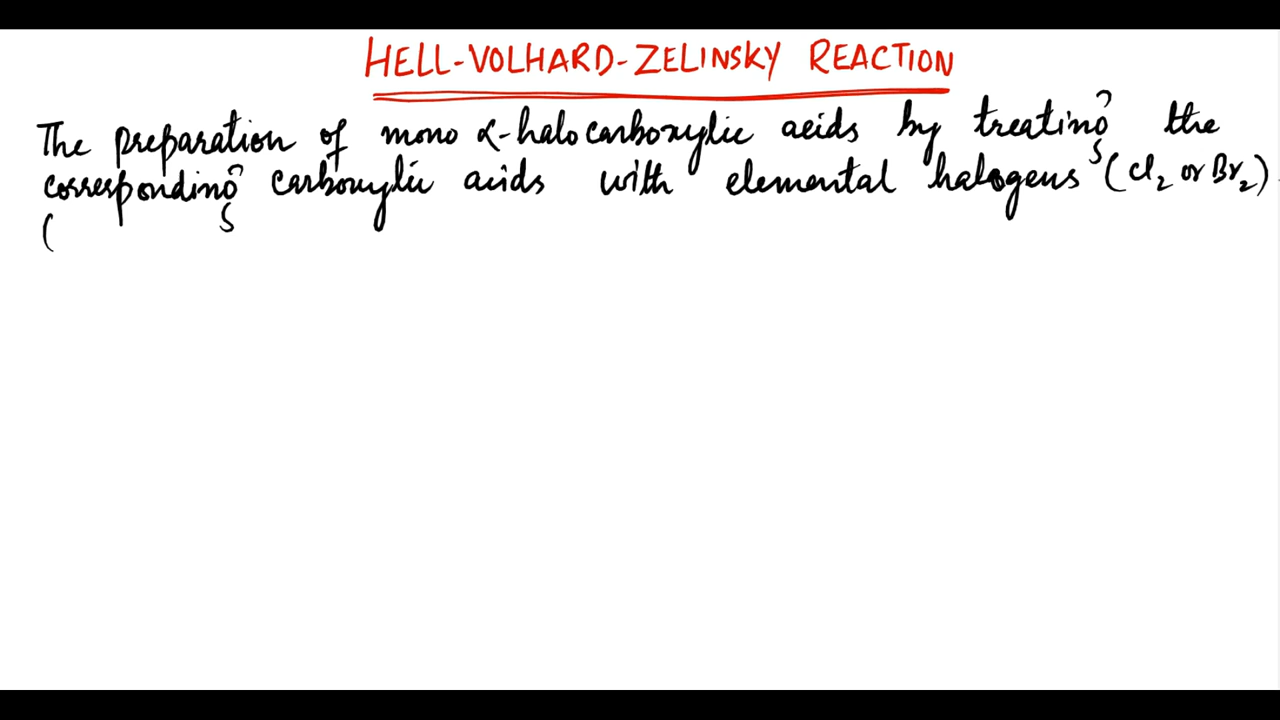 HELL-VOLHARD-ZELINSKY REACTION
The preparation of mono α-halocarboxylic acids by treating the
corresponding carboxylic acids with elemental halogens (Cl₂ or Br₂)
(